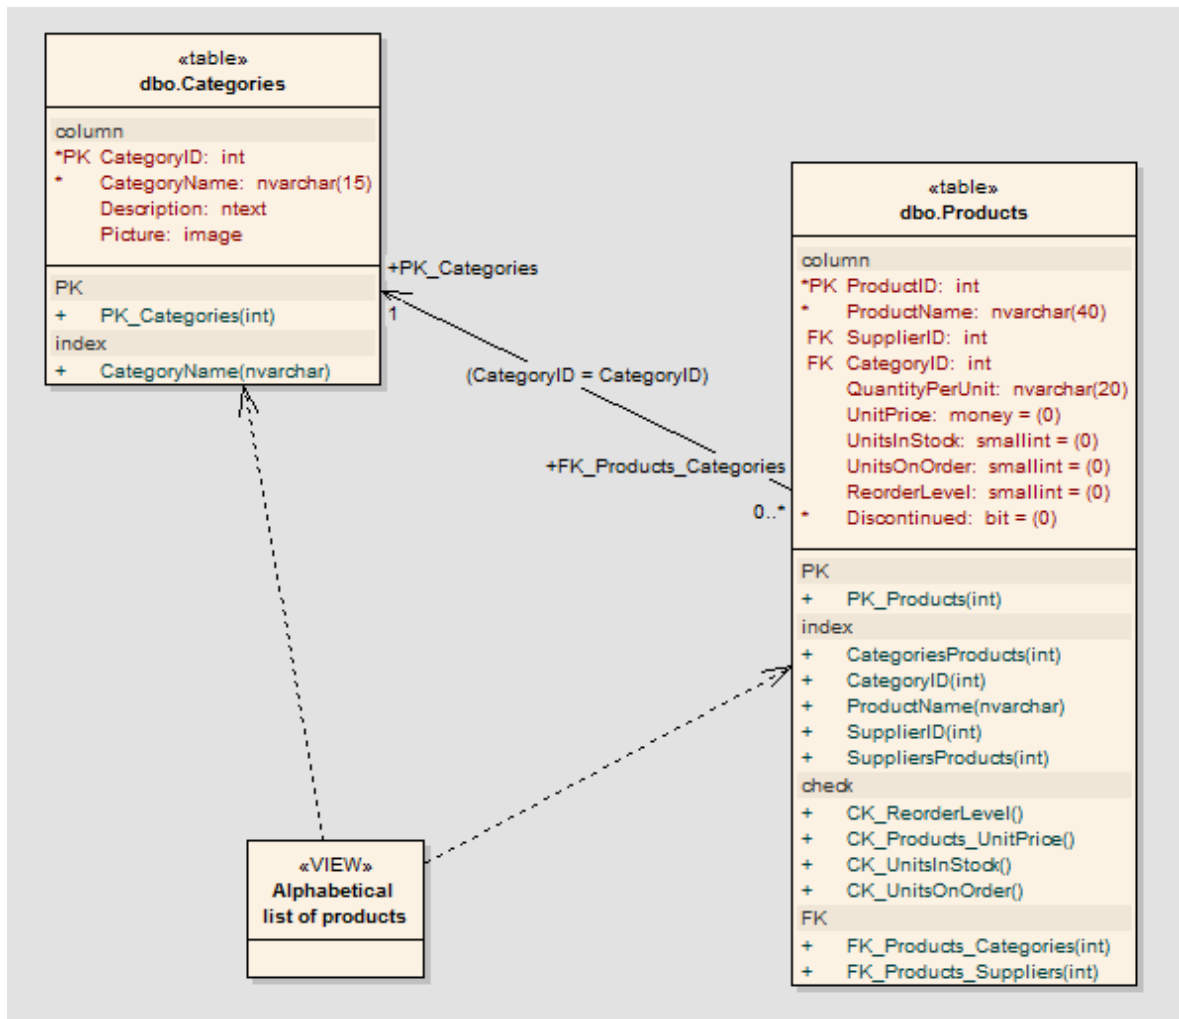 «table»
dbo.Categories
column
*PK CategoryID: int
* CategoryName: nvarchar(15)
Description: ntext
Picture: image
PK
+ PK_Categories(int)
index
+ CategoryName(nvarchar)
+PK_Categories
1
(CategoryID = CategoryID)
+FK_Products_Categories
0..*
«table»
dbo.Products
column
*PK ProductID: int
* ProductName: nvarchar(40)
FK SupplierID: int
FK CategoryID: int
QuantityPerUnit: nvarchar(20)
UnitPrice: money = (0)
UnitsInStock: smallint = (0)
UnitsOnOrder: smallint = (0)
ReorderLevel: smallint = (0)
* Discontinued: bit = (0)
PK
+ PK_Products(int)
index
+ CategoriesProducts(int)
+ CategoryID(int)
+ ProductName(nvarchar)
+ SupplierID(int)
+ SuppliersProducts(int)
check
+ CK_ReorderLevel()
+ CK_Products_UnitPrice()
+ CK_UnitsInStock()
+ CK_UnitsOnOrder()
FK
+ FK_Products_Categories(int)
+ FK_Products_Suppliers(int)
«VIEW»
Alphabetical
list of products